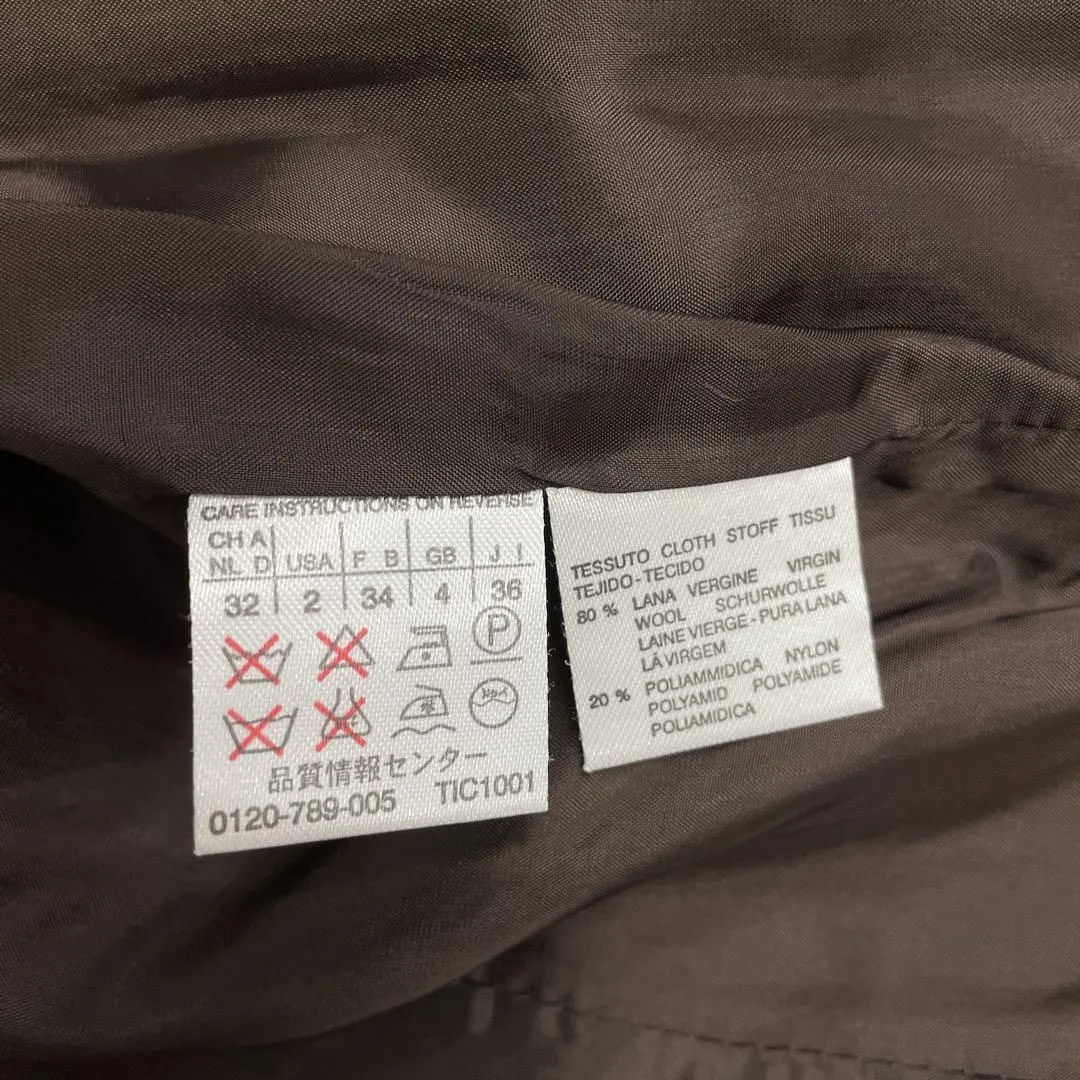 CARE INSTRUCTIONS ON REVERSE
CH A
NL D USA F B GB J I
32 2 34 4 36
P
品質情報センター
0120-789-005 TIC1001
TESSUTO CLOTH STOFF TISSU
TEJIDO-TECIDO
80 % LANA VERGINE VIRGIN
WOOL SCHURWOLLE
LAINE VIERGE-PURA LANA
LÃ VIRGEM
20 % POLIAMMIDICA NYLON
POLYAMID POLYAMIDE
POLIAMIDICA